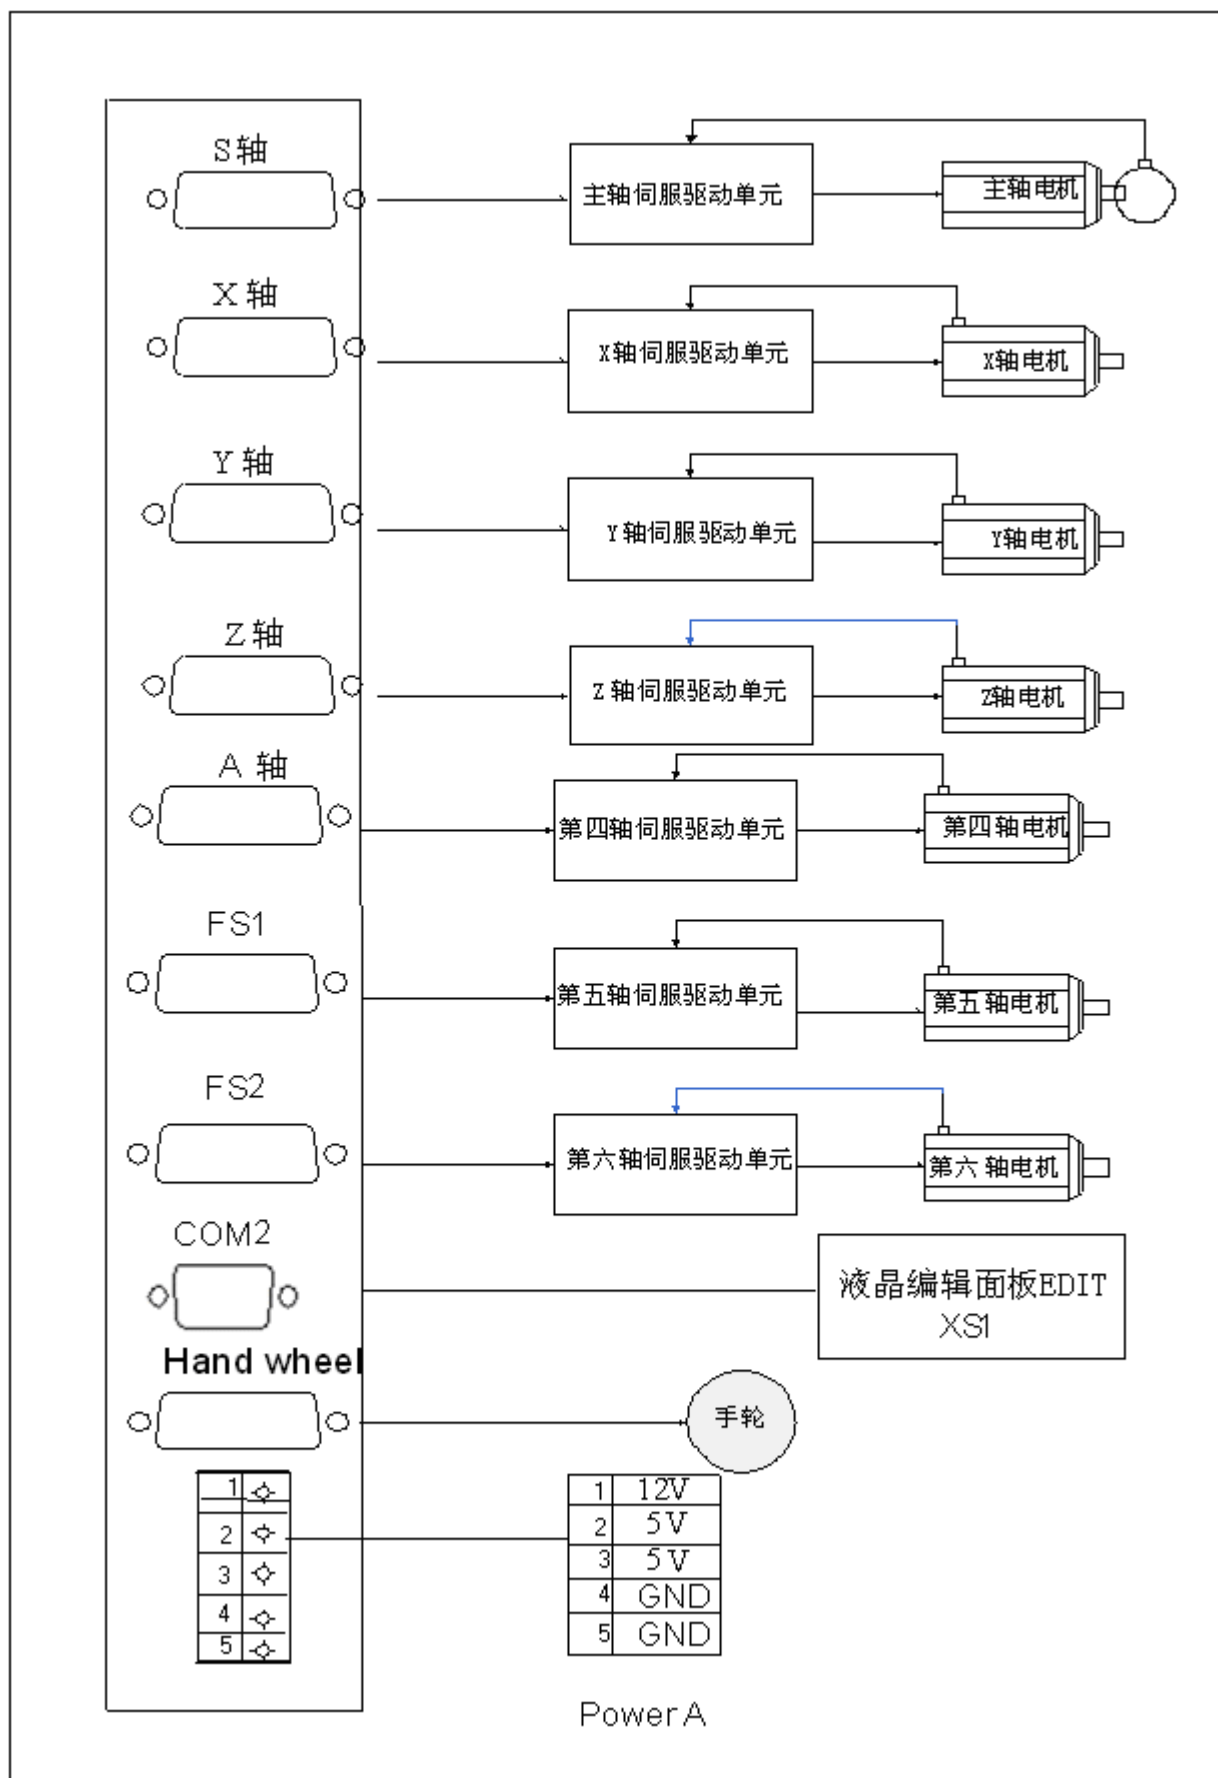 S轴
主轴伺服驱动单元
主轴电机
X轴
X轴伺服驱动单元
X轴电机
Y轴
Y轴伺服驱动单元
Y轴电机
Z轴
Z轴伺服驱动单元
Z轴电机
A 轴
第四轴伺服驱动单元
第四轴电机
FS1
第五轴伺服驱动单元
第五轴电机
FS2
第六轴伺服驱动单元
第六轴电机
COM2
液晶编辑面板EDIT
XS1
Hand wheel
手轮
1
2
3
4
5
1 12V
2 5V
3 5V
4 GND
5 GND
Power A